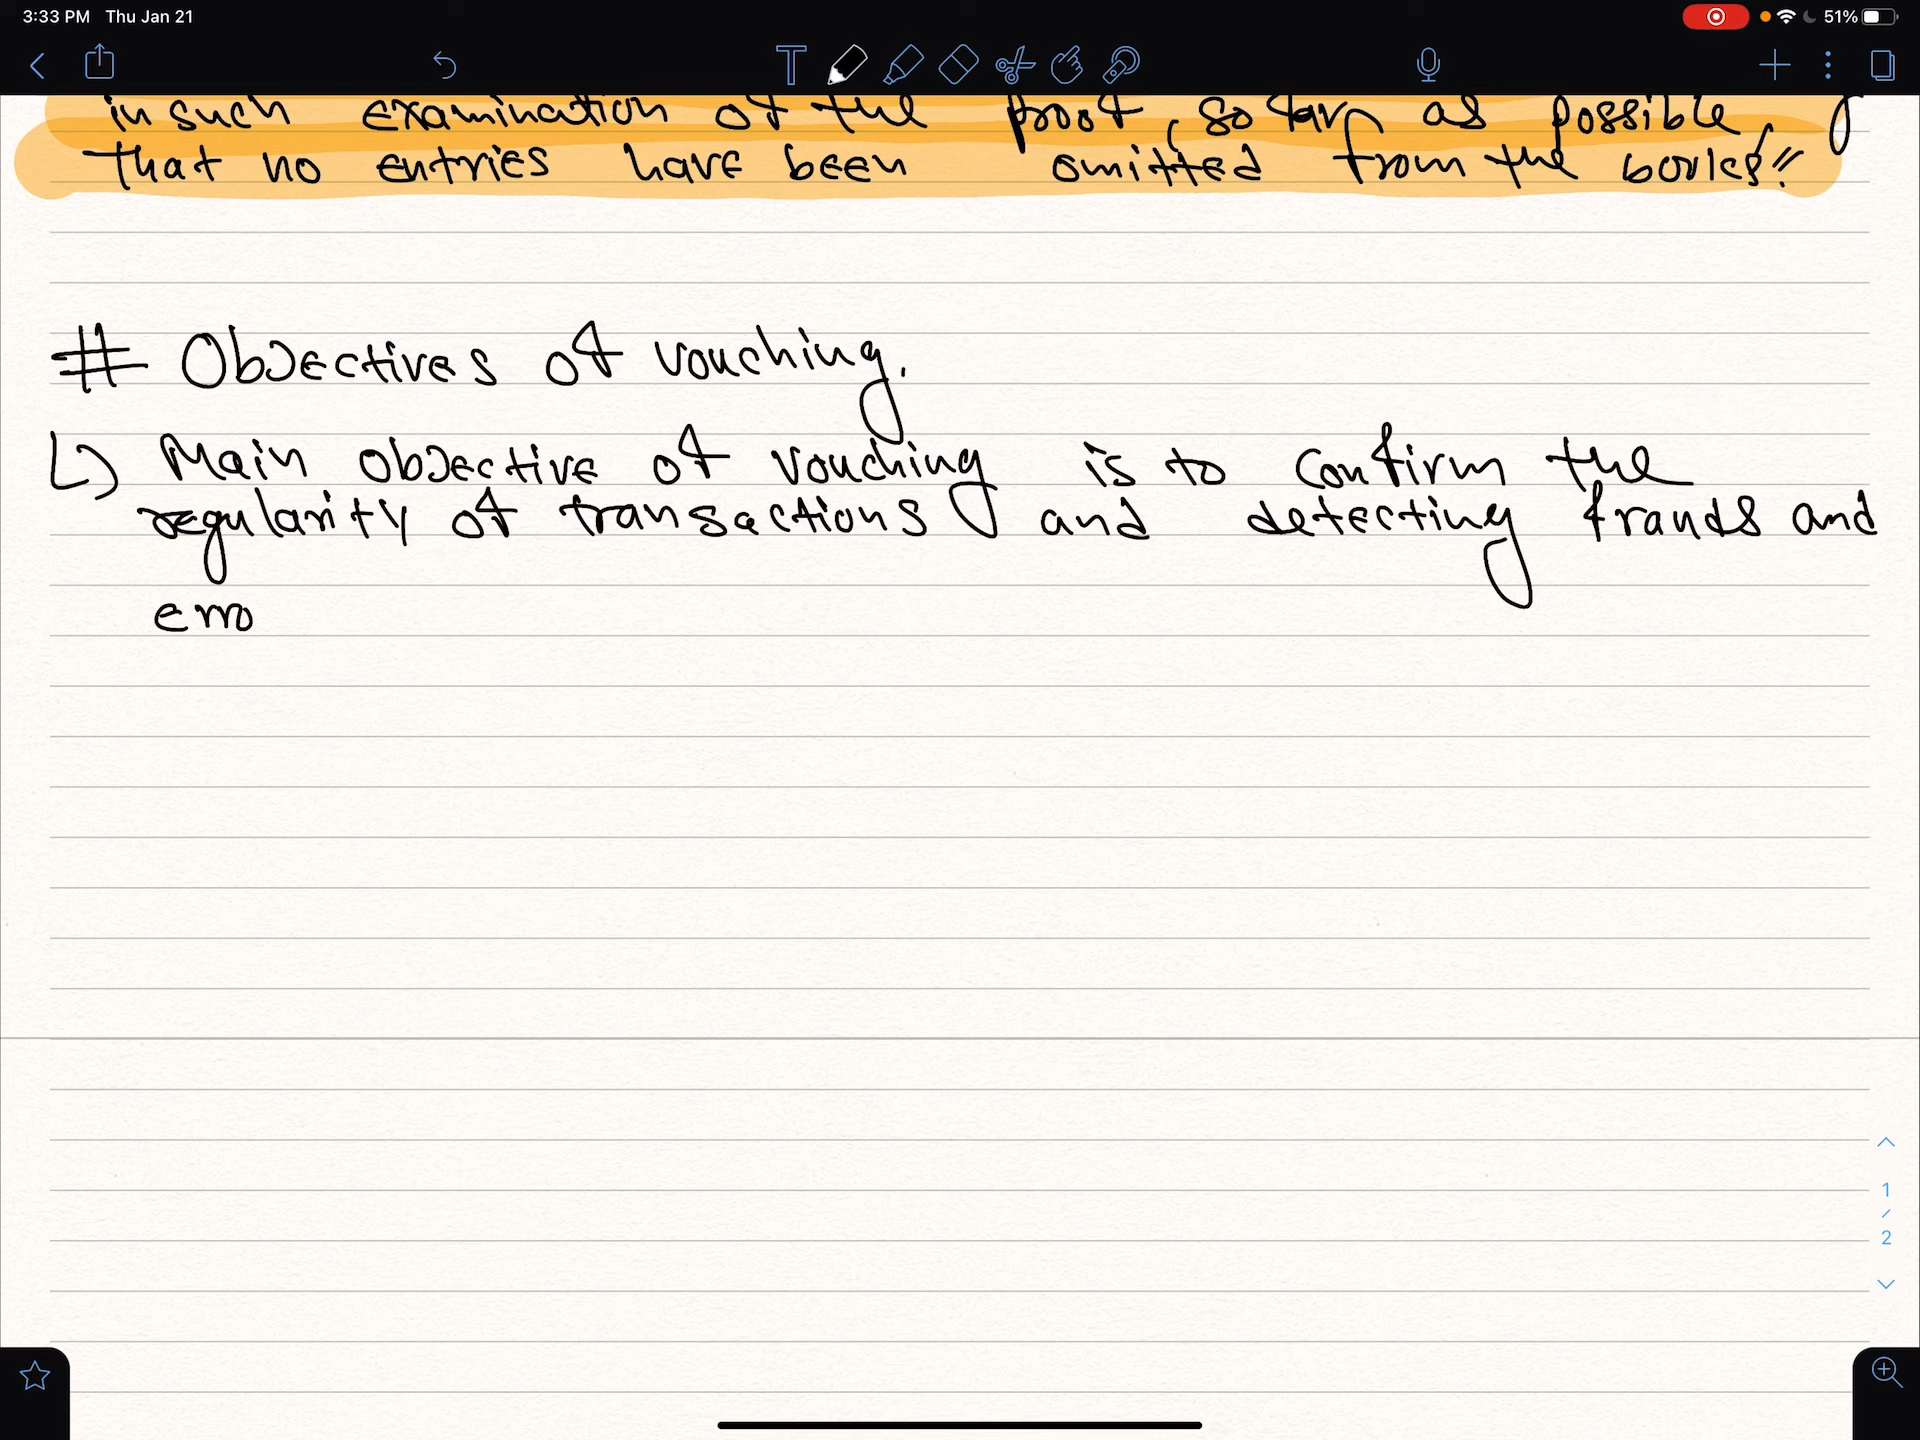 3:33 PM Thu Jan 21 51%
in such examination of the proof, so far as possible,
that no entries have been omitted from the books"
# Objectives of vouching.
↳ Main Objective of vouching is to confirm the
regularity of transactions and detecting frauds and
erro
1
/
2